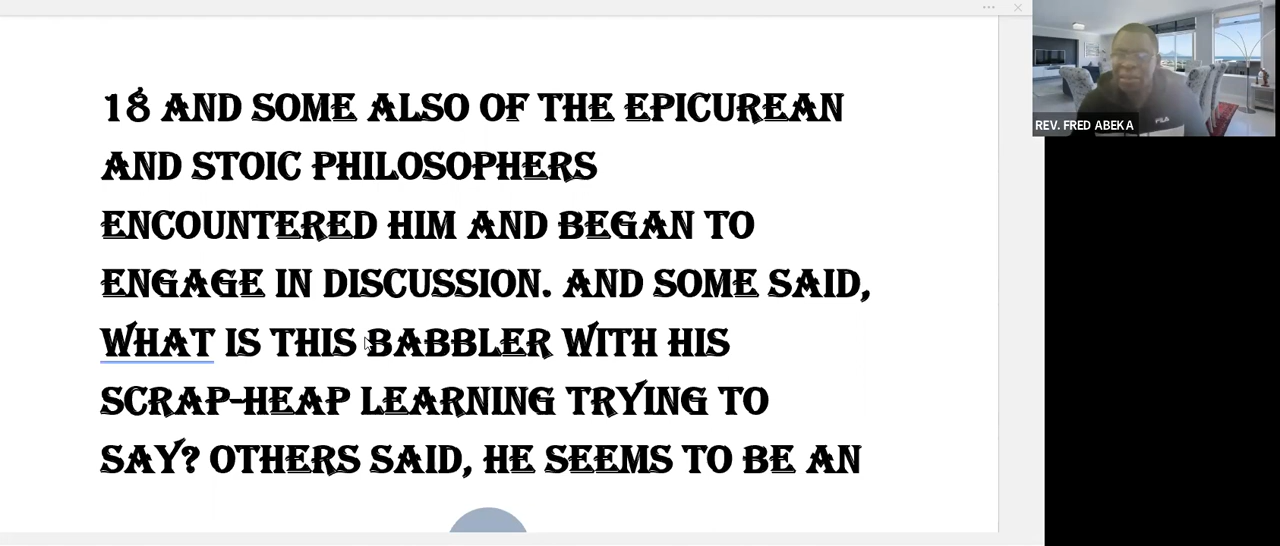 18 AND SOME ALSO OF THE EPICUREAN
AND STOIC PHILOSOPHERS
ENCOUNTERED HIM AND BEGAN TO
ENGAGE IN DISCUSSION. AND SOME SAID,
WHAT IS THIS BABBLER WITH HIS
SCRAP-HEAP LEARNING TRYING TO
SAY? OTHERS SAID, HE SEEMS TO BE AN
FILA
REV. FRED ABEKA